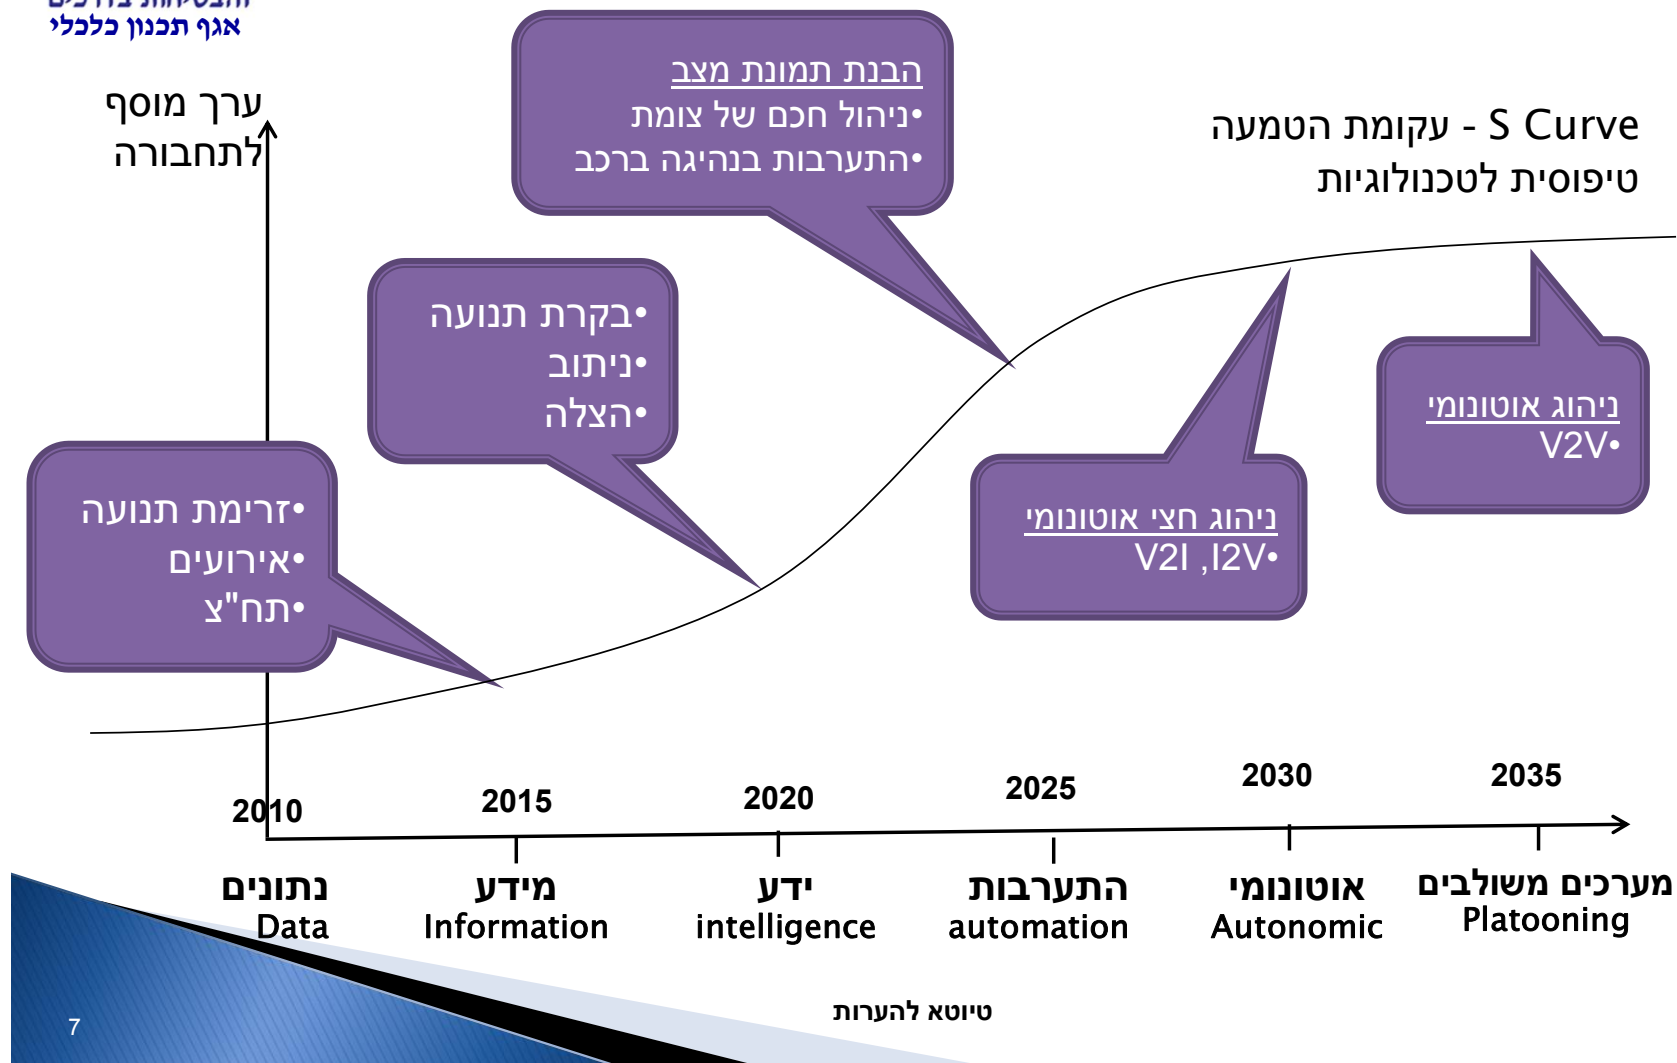 והבטיחות בדרכים
אגף תכנון כלכלי
ערך מוסף
לתחבורה
S Curve - עקומת הטמעה
טיפוסית לטכנולוגיות
הבנת תמונת מצב
•ניהול חכם של צומת
•התערבות בנהיגה ברכב
•בקרת תנועה
•ניתוב
•הצלה
•זרימת תנועה
•אירועים
•תח"צ
ניהוג חצי אוטונומי
•V2I ,I2V
ניהוג אוטונומי
•V2V
2010
2015
2020
2025
2030
2035
נתונים
Data
מידע
Information
ידע
intelligence
התערבות
automation
אוטונומי
Autonomic
מערכים משולבים
Platooning
טיוטא להערות
7